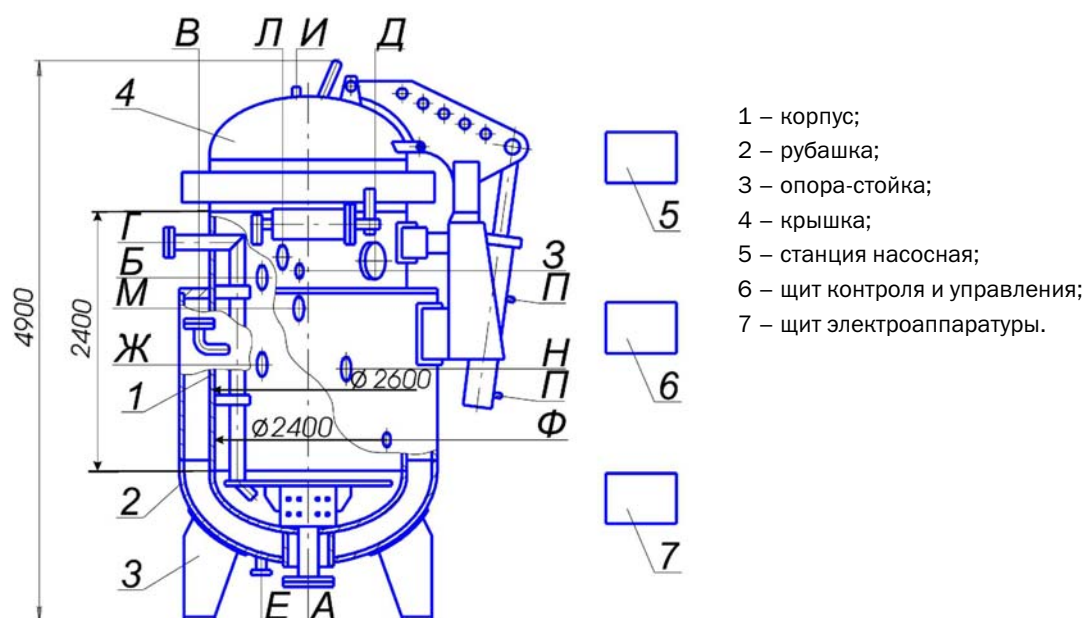 В Л И Д
4
Г
Б
М
Ж
1
2
3
4900
2400
Ø 2600
Ø2400
З
П
Н
П
Ф
Е А
5
6
7
1 – корпус;
2 – рубашка;
3 – опора-стойка;
4 – крышка;
5 – станция насосная;
6 – щит контроля и управления;
7 – щит электроаппаратуры.